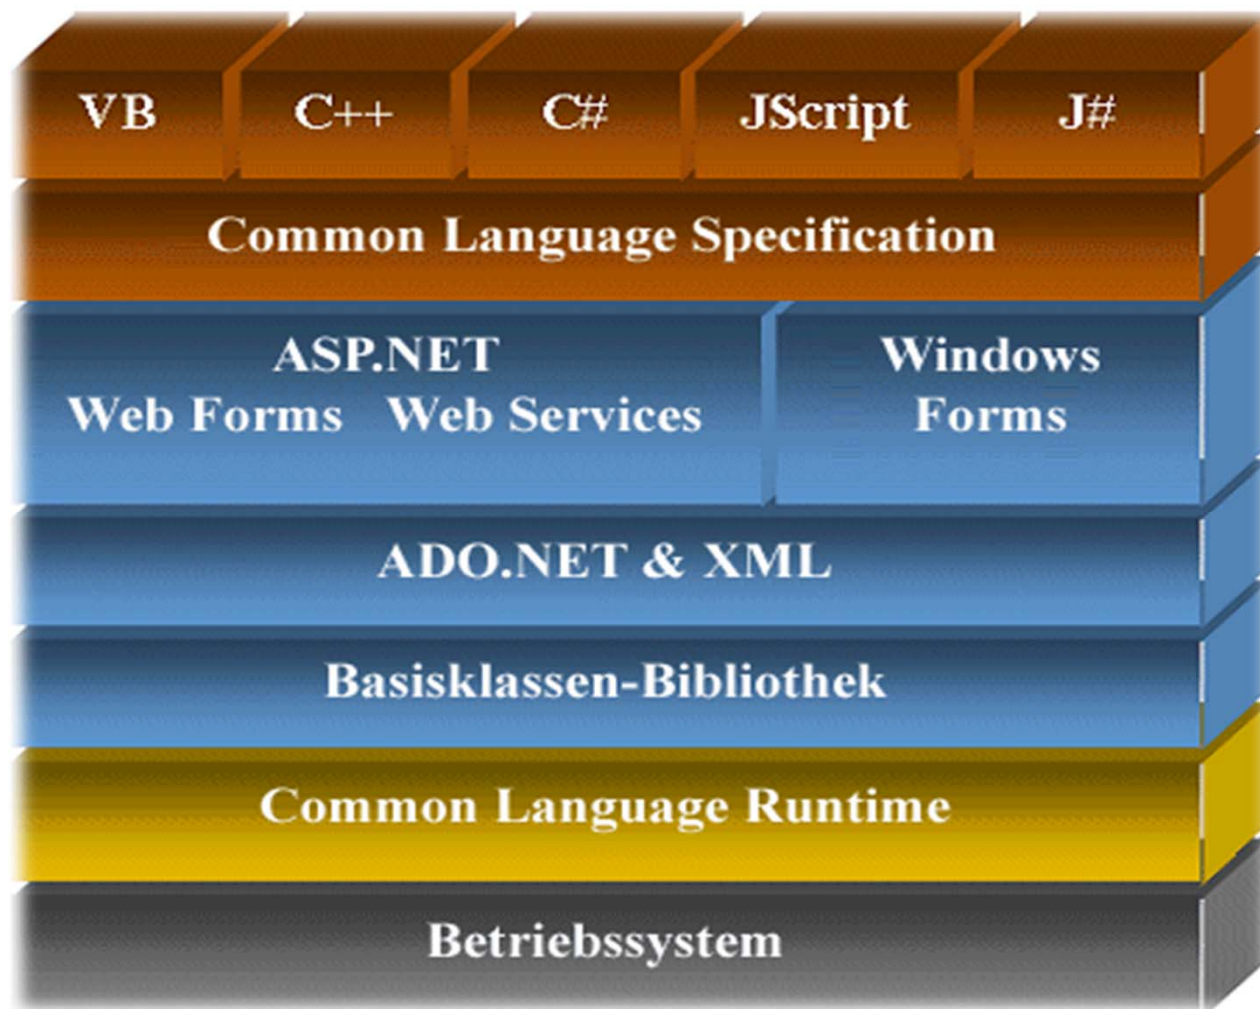 VB C++ C# JScript J#
Common Language Specification
ASP.NET
Web Forms Web Services
Windows
Forms
ADO.NET & XML
Basisklassen-Bibliothek
Common Language Runtime
Betriebssystem